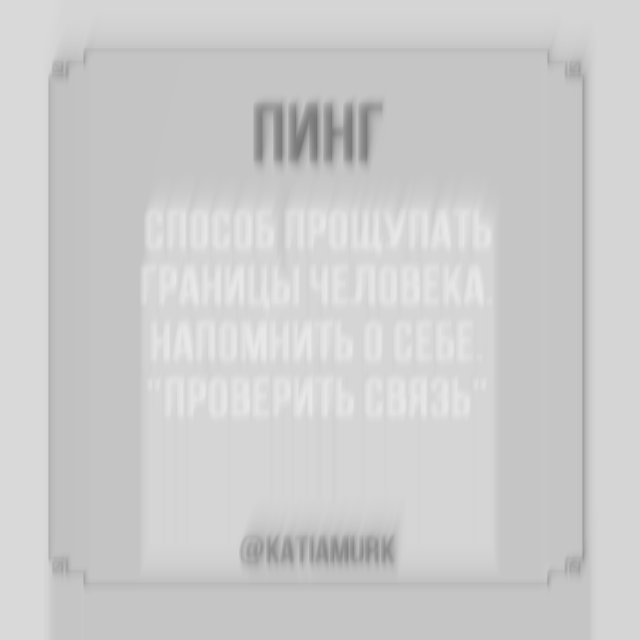 ПИНГ
СПОСОБ ПРОЩУПАТЬ
ГРАНИЦЫ ЧЕЛОВЕКА.
НАПОМНИТЬ О СЕБЕ.
"ПРОВЕРИТЬ СВЯЗЬ"
@KATIAMURK